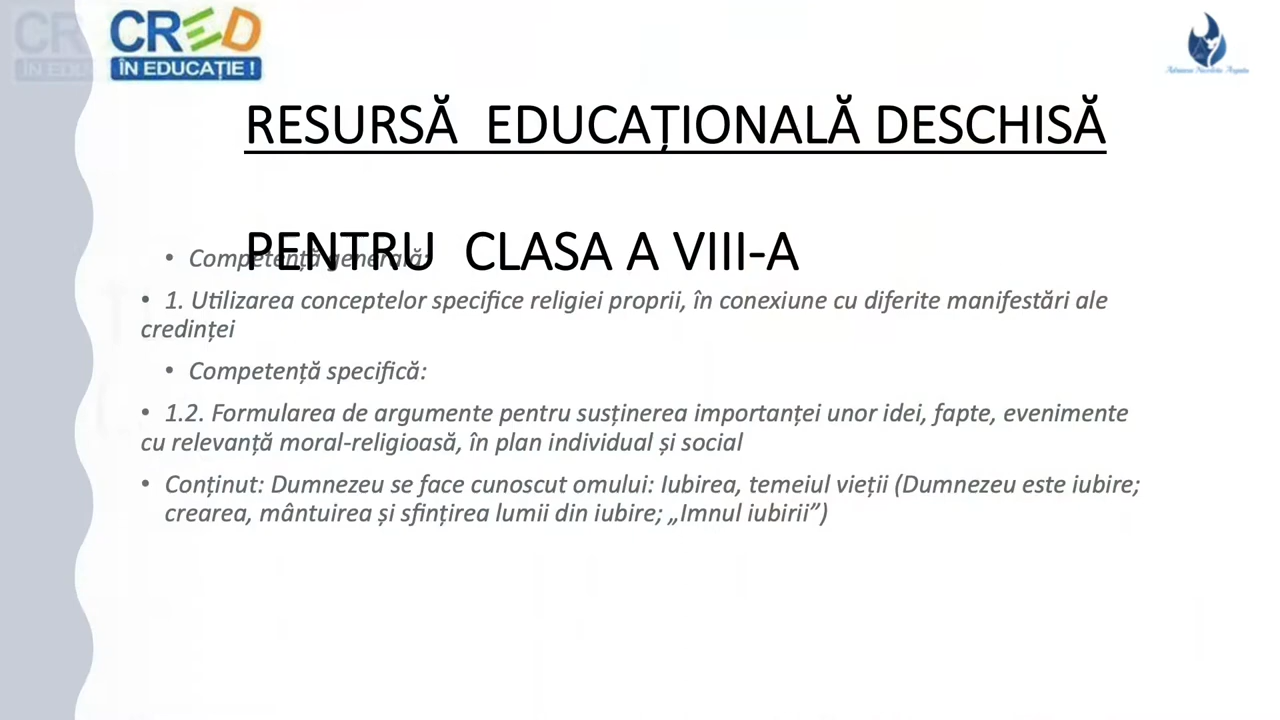 CRED
ÎN EDUCAȚIE !
RESURSĂ EDUCAȚIONALĂ DESCHISĂ
PENTRU CLASA A VIII-A
• Competență generală:
• 1. Utilizarea conceptelor specifice religiei proprii, în conexiune cu diferite manifestări ale
credinței
• Competență specifică:
• 1.2. Formularea de argumente pentru susținerea importanței unor idei, fapte, evenimente
cu relevanță moral-religioasă, în plan individual și social
• Conținut: Dumnezeu se face cunoscut omului: Iubirea, temeiul vieții (Dumnezeu este iubire;
crearea, mântuirea și sfințirea lumii din iubire; „Imnul iubirii”)